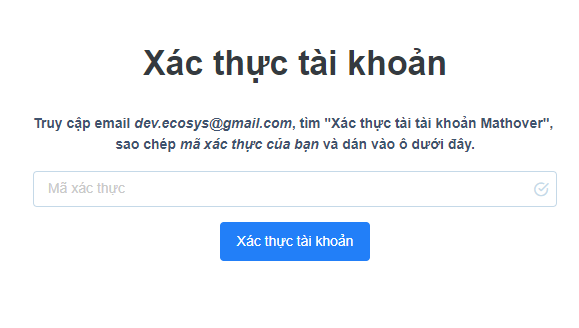 Xác thực tài khoản
Truy cập email dev.ecosys@gmail.com, tìm "Xác thực tài tài khoản Mathover",
sao chép mã xác thực của bạn và dán vào ô dưới đây.
Mã xác thực
Xác thực tài khoản